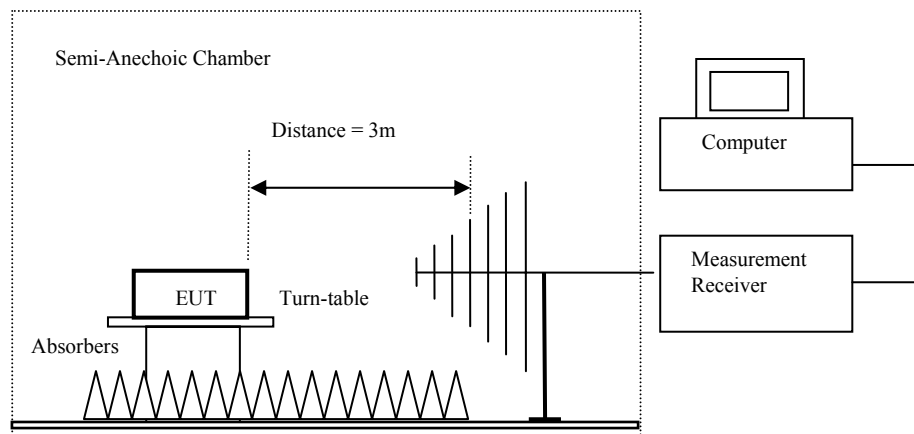 Semi-Anechoic Chamber
Distance = 3m
Computer
Measurement
Receiver
EUT
Turn-table
Absorbers